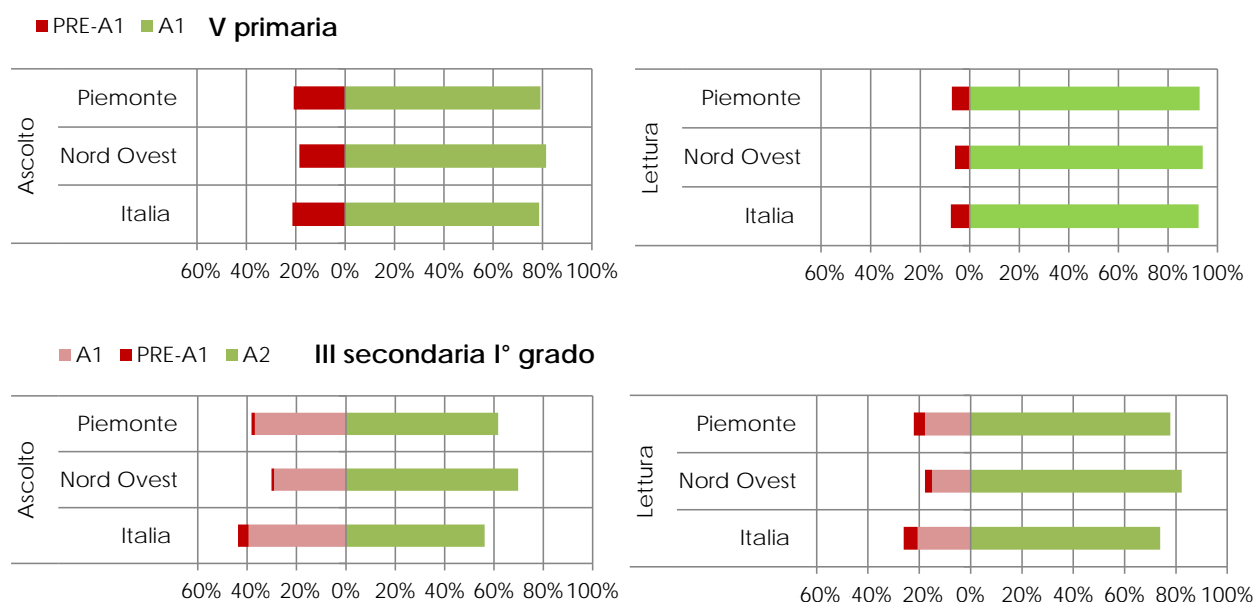 PRE-A1 A1 V primaria
Ascolto
Piemonte
Nord Ovest
Italia
60% 40% 20% 0% 20% 40% 60% 80% 100%
Lettura
Piemonte
Nord Ovest
Italia
60% 40% 20% 0% 20% 40% 60% 80% 100%
A1 PRE-A1 A2 III secondaria I° grado
Ascolto
Piemonte
Nord Ovest
Italia
60% 40% 20% 0% 20% 40% 60% 80% 100%
Lettura
Piemonte
Nord Ovest
Italia
60% 40% 20% 0% 20% 40% 60% 80% 100%